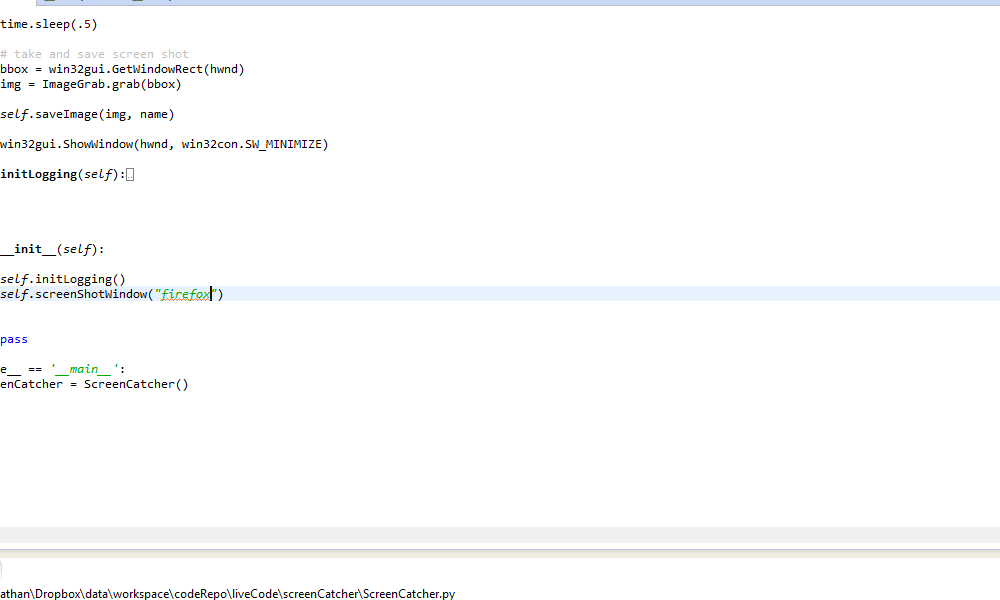 time.sleep(.5)
# take and save screen shot
bbox = win32gui.GetWindowRect(hwnd)
img = ImageGrab.grab(bbox)
self.saveImage(img, name)
win32gui.ShowWindow(hwnd, win32con.SW_MINIMIZE)
initLogging(self):
__init__(self):
self.initLogging()
self.screenShotWindow("firefox")
pass
e__ == '__main__':
enCatcher = ScreenCatcher()
athan\Dropbox\data\workspace\codeRepo\liveCode\screenCatcher\ScreenCatcher.py